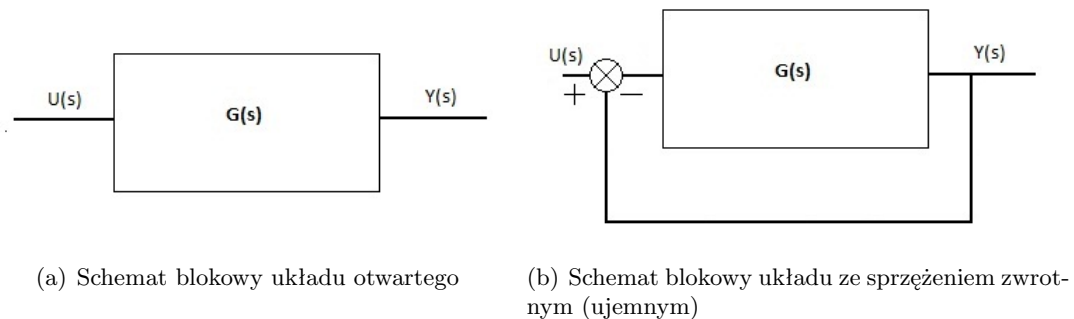 U(s)
G(s)
Y(s)
U(s)
+
−
G(s)
Y(s)
(a) Schemat blokowy układu otwartego
(b) Schemat blokowy układu ze sprzężeniem zwrot-
nym (ujemnym)